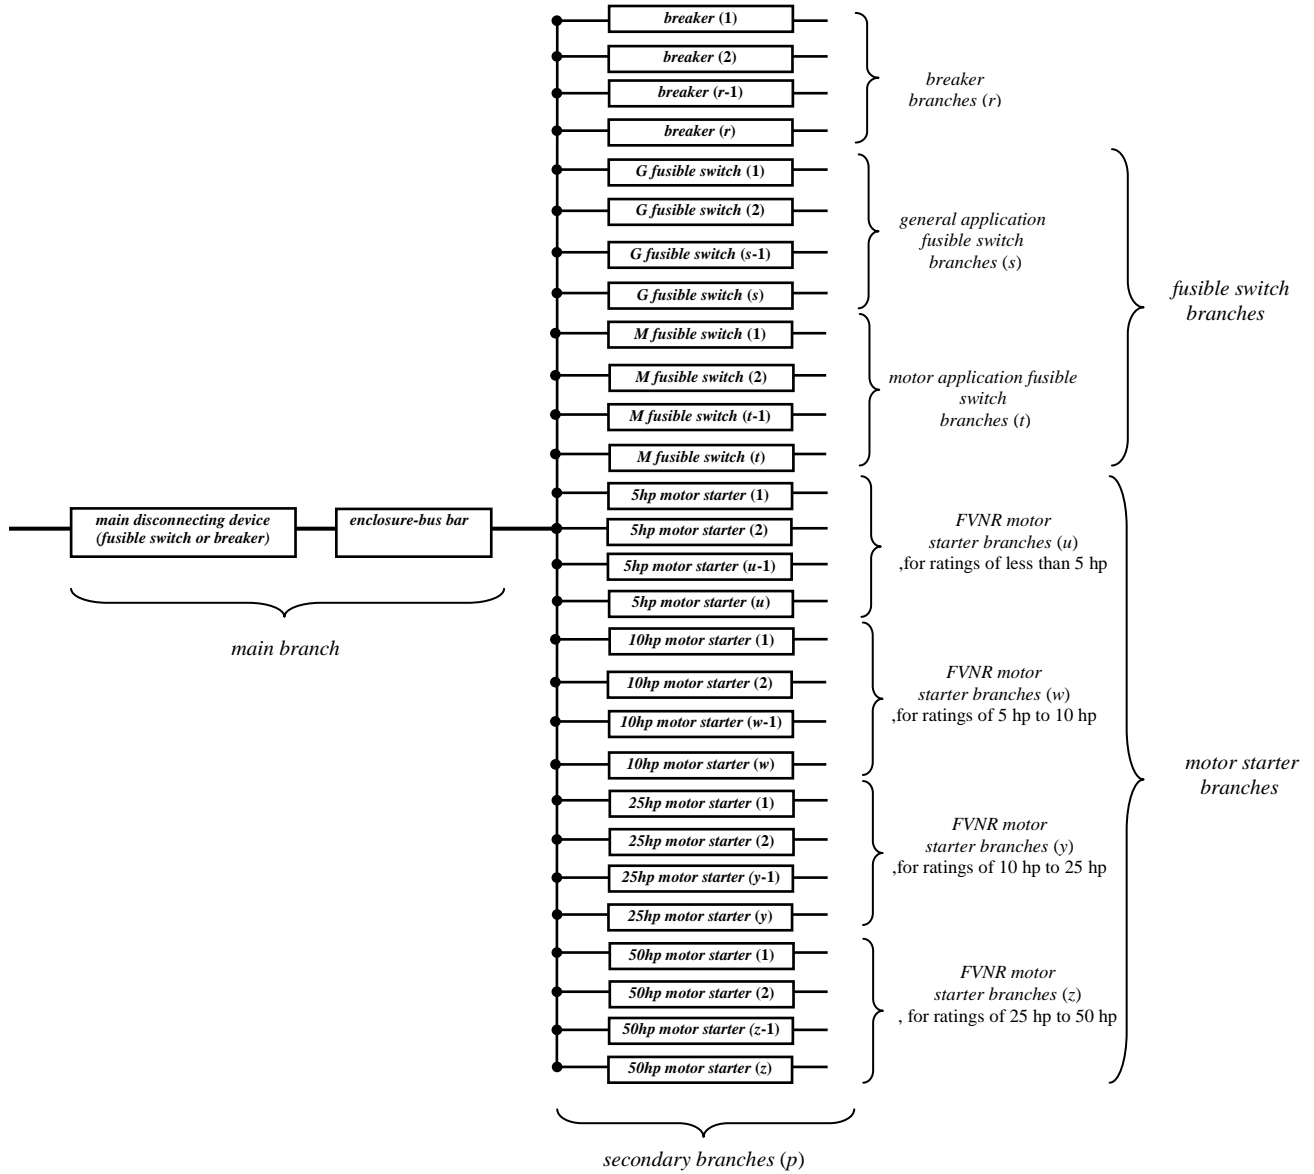 breaker (1)
breaker (2)
breaker (r-1)
breaker (r)
breaker
branches (r)
G fusible switch (1)
G fusible switch (2)
G fusible switch (s-1)
G fusible switch (s)
general application
fusible switch
branches (s)
M fusible switch (1)
M fusible switch (2)
M fusible switch (t-1)
M fusible switch (t)
motor application fusible
switch
branches (t)
fusible switch
branches
main disconnecting device
(fusible switch or breaker)
enclosure-bus bar
main branch
5hp motor starter (1)
5hp motor starter (2)
5hp motor starter (u-1)
5hp motor starter (u)
FVNR motor
starter branches (u)
,for ratings of less than 5 hp
10hp motor starter (1)
10hp motor starter (2)
10hp motor starter (w-1)
10hp motor starter (w)
FVNR motor
starter branches (w)
,for ratings of 5 hp to 10 hp
25hp motor starter (1)
25hp motor starter (2)
25hp motor starter (y-1)
25hp motor starter (y)
FVNR motor
starter branches (y)
,for ratings of 10 hp to 25 hp
50hp motor starter (1)
50hp motor starter (2)
50hp motor starter (z-1)
50hp motor starter (z)
FVNR motor
starter branches (z)
, for ratings of 25 hp to 50 hp
motor starter
branches
secondary branches (p)